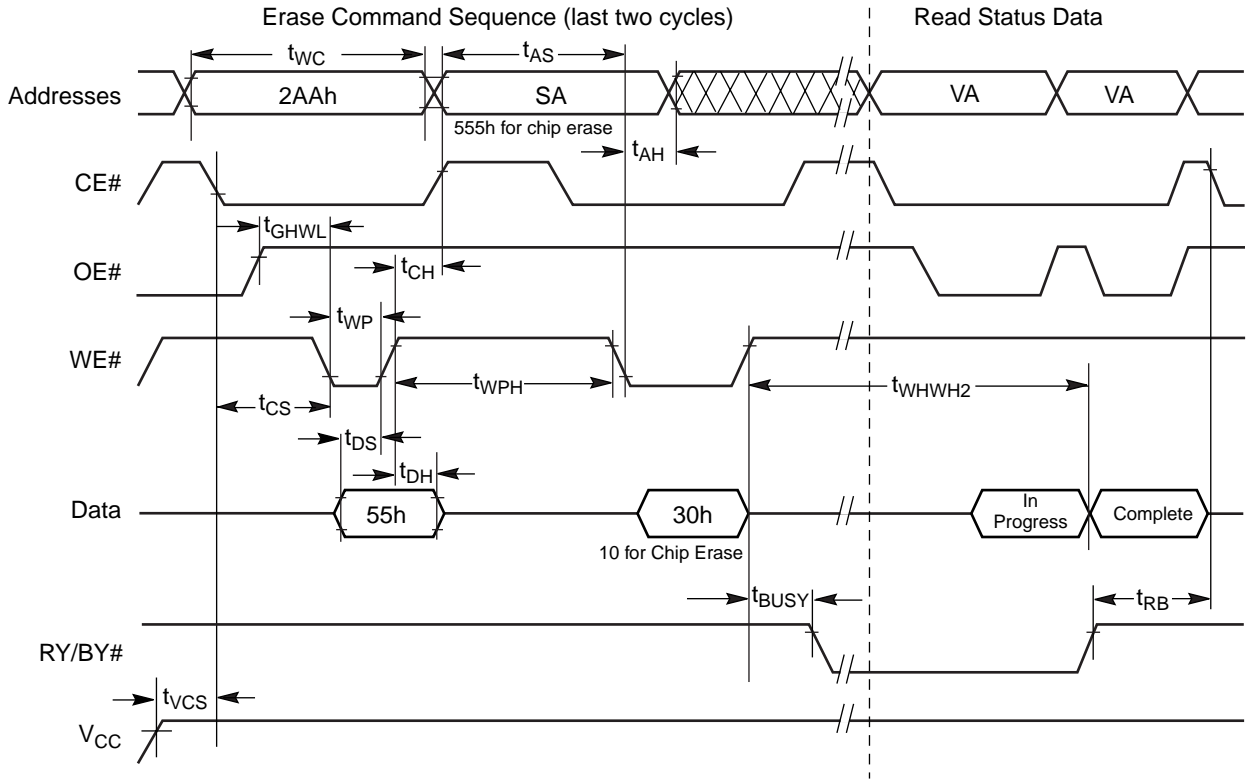 Erase Command Sequence (last two cycles)
Read Status Data
tWC
tAS
Addresses
2AAh
SA
VA
VA
555h for chip erase
tAH
CE#
tGHWL
OE#
tCH
tWP
WE#
tWPH
tWHWH2
tCS
tDS
tDH
Data
55h
30h
In
Progress
Complete
10 for Chip Erase
tBUSY
tRB
RY/BY#
tVCS
VCC